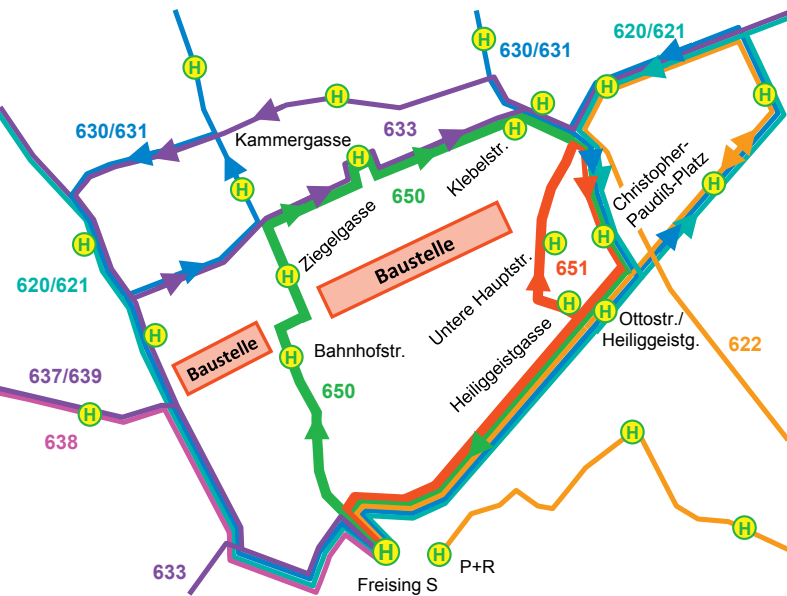 H
630/631
620/621
H
H
H
H
H
H
630/631
Kammergasse
633
H
Klebelstr.
Christopher-
Paudiß-Platz
H
H
650
H
Ziegelgasse
H
H
Baustelle
Untere Hauptstr.
H
651
H
620/621
H
H
Ottostr./
Heiliggeistg.
H
Baustelle
H
Bahnhofstr.
Heiliggeistgasse
622
637/639
650
H
638
H
H
H
H
P+R
633
Freising S